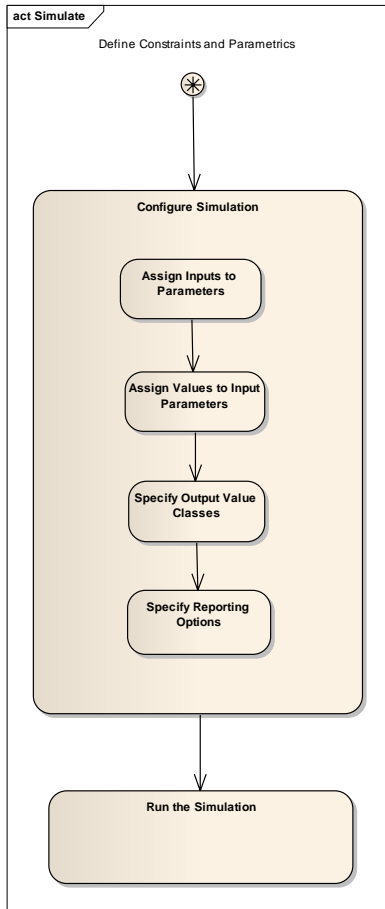 act Simulate
Define Constraints and Parametrics
Configure Simulation
Assign Inputs to
Parameters
Assign Values to Input
Parameters
Specify Output Value
Classes
Specify Reporting
Options
Run the Simulation